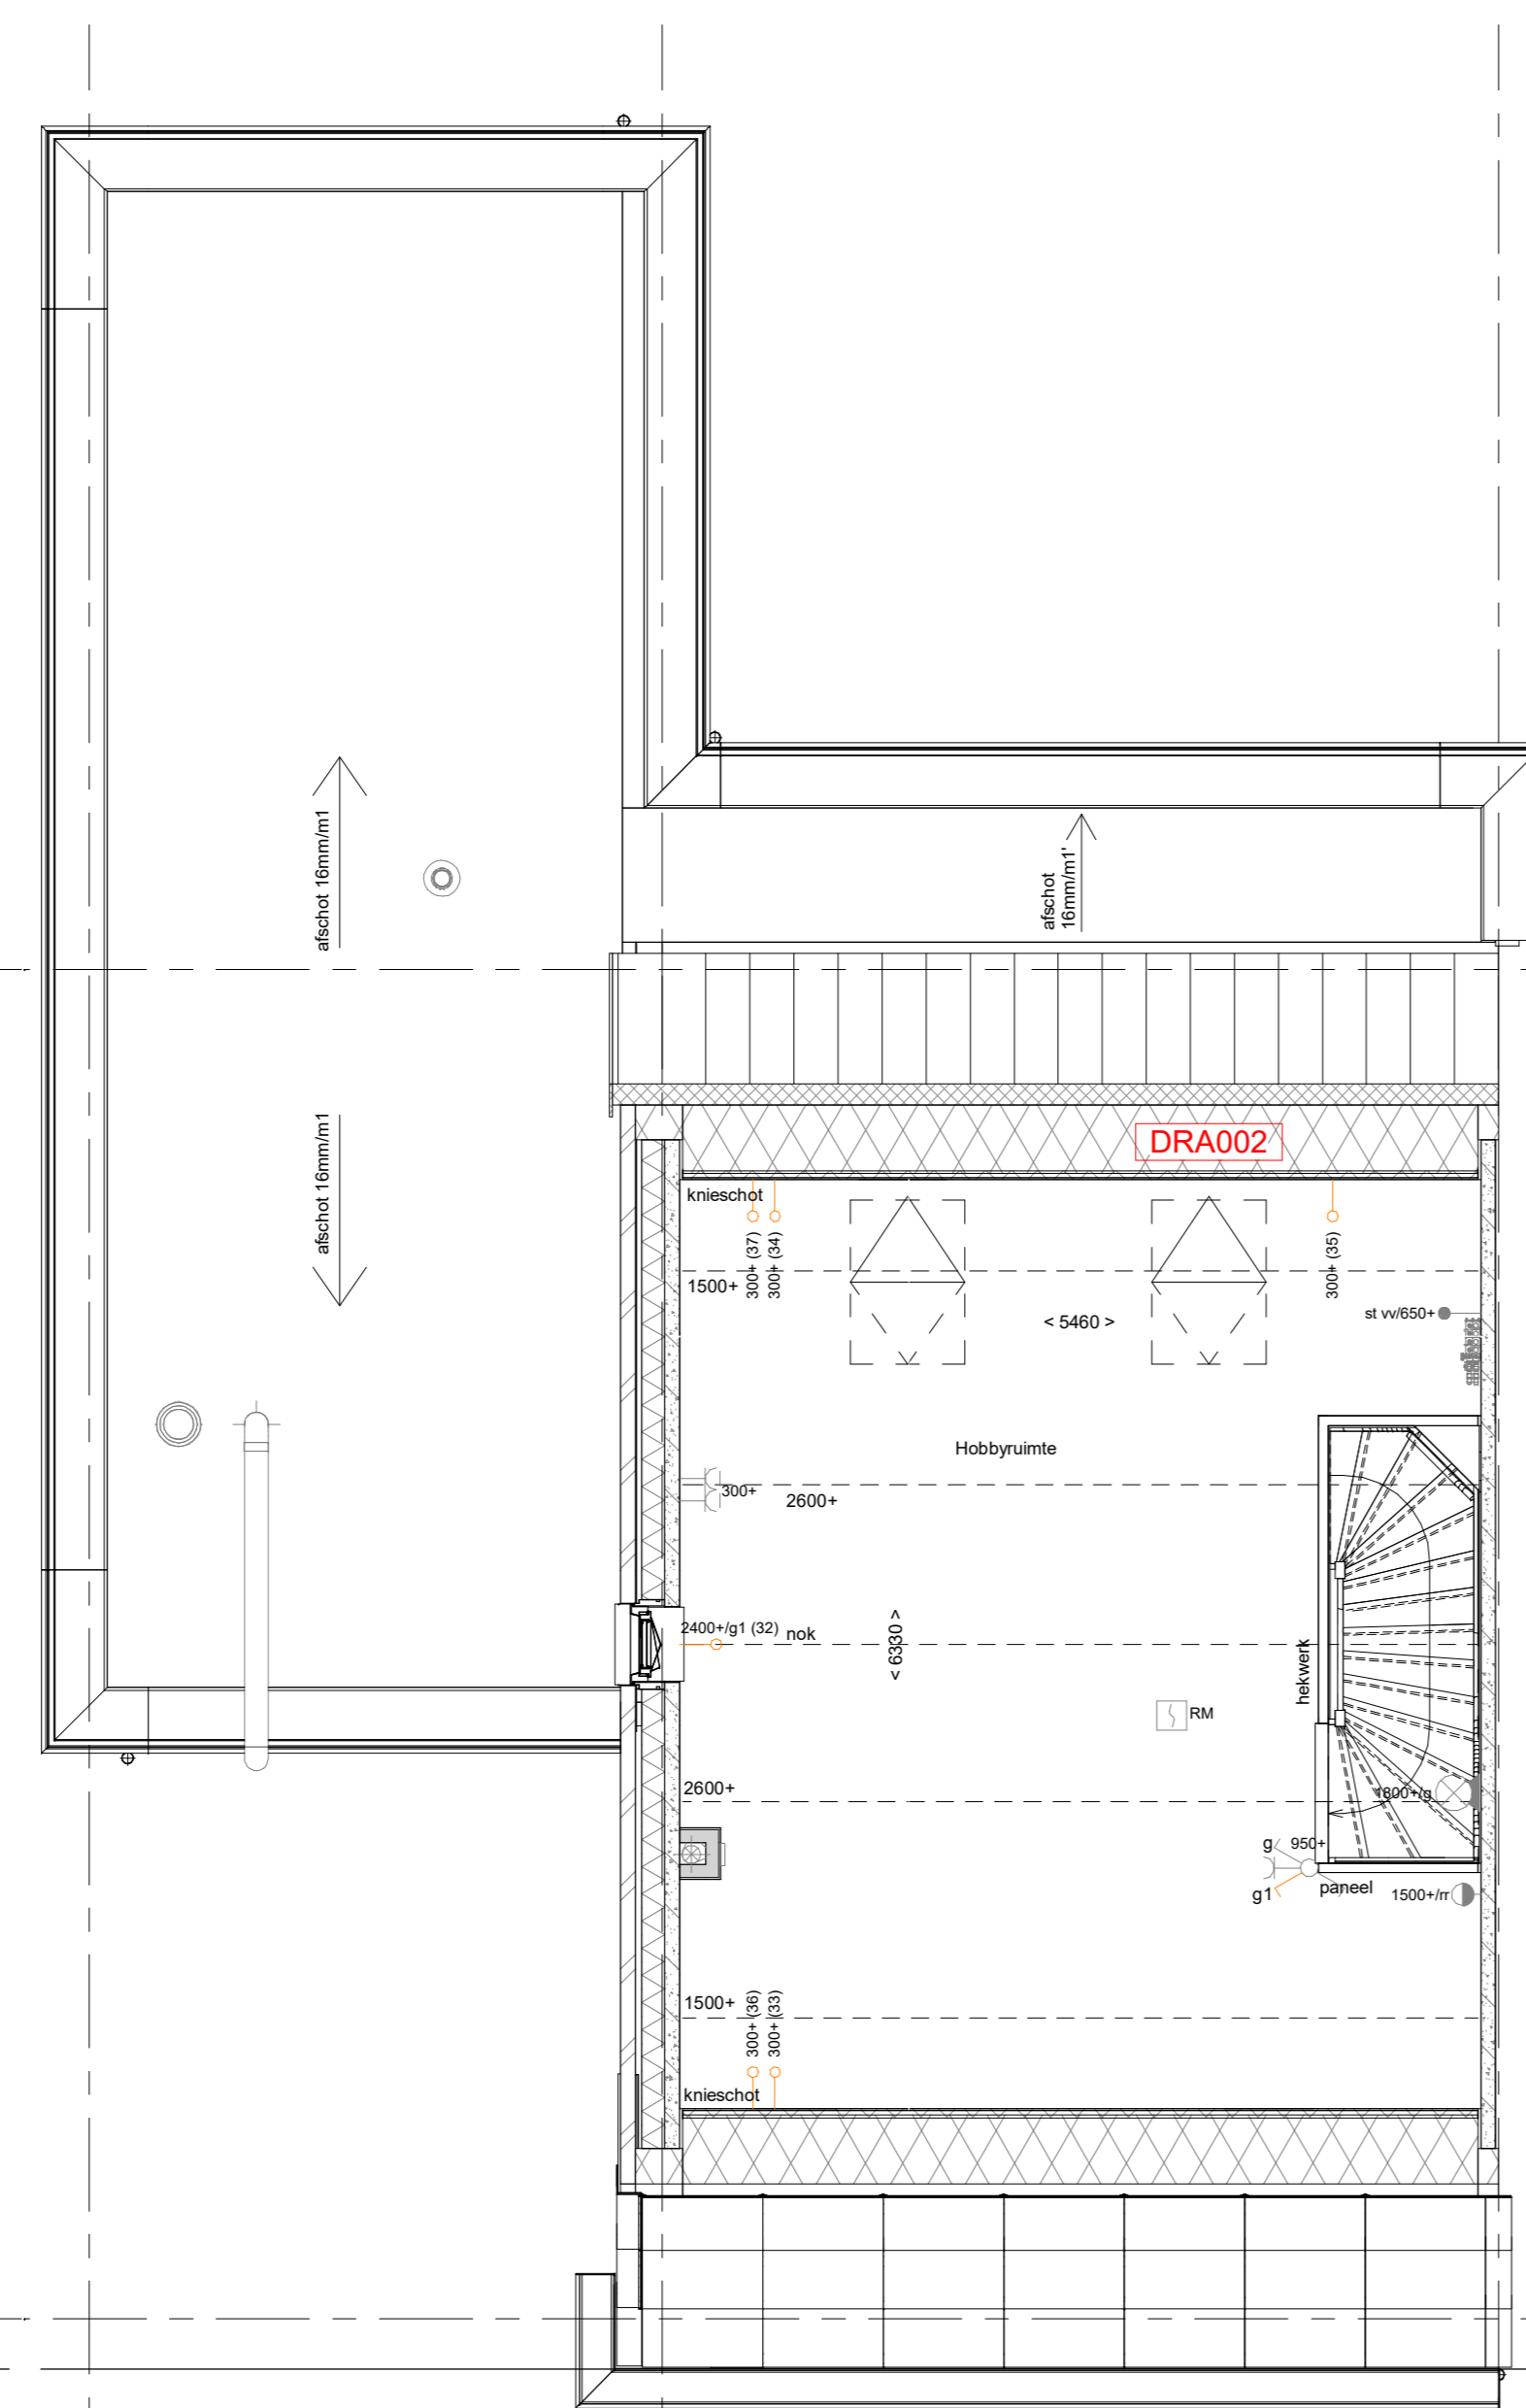 afschot 16mm/m1
afschot
16mm/m1'
afschot 16mm/m1
DRA002
knieschot
300+ (37)
300+ (34)
300+ (35)
1500+
< 5460 >
st vv/650+
Hobbyruimte
300+
2600+
2400+/g1 (32)
nok
< 6330 >
hekwerk
RM
2600+
1800+/g
g
950+
g1
paneel
1500+/rr
1500+
300+ (36)
300+ (33)
knieschot